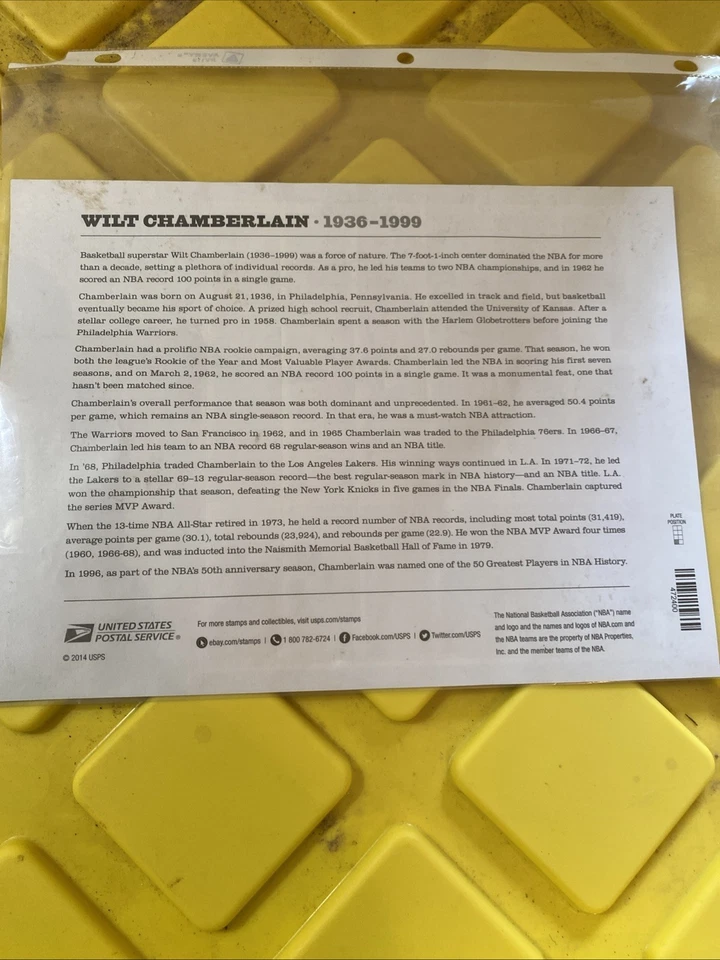 WILT CHAMBERLAIN · 1936–1999
Basketball superstar Wilt Chamberlain (1936–1999) was a force of nature. The 7-foot-1-inch center dominated the NBA for more
than a decade, setting a plethora of individual records. As a pro, he led his teams to two NBA championships, and in 1962 he
scored an NBA record 100 points in a single game.
Chamberlain was born on August 21, 1936, in Philadelphia, Pennsylvania. He excelled in track and field, but basketball
eventually became his sport of choice. A prized high school recruit, Chamberlain attended the University of Kansas. After a
stellar college career, he turned pro in 1958. Chamberlain spent a season with the Harlem Globetrotters before joining the
Philadelphia Warriors.
Chamberlain had a prolific NBA rookie campaign, averaging 37.6 points and 27.0 rebounds per game. That season, he won
both the league's Rookie of the Year and Most Valuable Player Awards. Chamberlain led the NBA in scoring his first seven
seasons, and on March 2, 1962, he scored an NBA record 100 points in a single game. It was a monumental feat, one that
hasn't been matched since.
Chamberlain's overall performance that season was both dominant and unprecedented. In 1961–62, he averaged 50.4 points
per game, which remains an NBA single-season record. In that era, he was a must-watch NBA attraction.
The Warriors moved to San Francisco in 1962, and in 1965 Chamberlain was traded to the Philadelphia 76ers. In 1966–67,
Chamberlain led his team to an NBA record 68 regular-season wins and an NBA title.
In '68, Philadelphia traded Chamberlain to the Los Angeles Lakers. His winning ways continued in L.A. In 1971–72, he led
the Lakers to a stellar 69–13 regular-season record—the best regular-season mark in NBA history—and an NBA title. L.A.
won the championship that season, defeating the New York Knicks in five games in the NBA Finals. Chamberlain captured
the series MVP Award.
When the 13-time NBA All-Star retired in 1973, he held a record number of NBA records, including most total points (31,419),
average points per game (30.1), total rebounds (23,924), and rebounds per game (22.9). He won the NBA MVP Award four times
(1960, 1966-68), and was inducted into the Naismith Memorial Basketball Hall of Fame in 1979.
In 1996, as part of the NBA's 50th anniversary season, Chamberlain was named one of the 50 Greatest Players in NBA History.
PLATE
POSITION
472400
UNITED STATES
POSTAL SERVICE®
© 2014 USPS
For more stamps and collectibles, visit usps.com/stamps
ebay.com/stamps | 1 800 782-6724 | Facebook.com/USPS | Twitter.com/USPS
The National Basketball Association ("NBA") name
and logo and the names and logos of NBA.com and
the NBA teams are the property of NBA Properties,
Inc. and the member teams of the NBA.